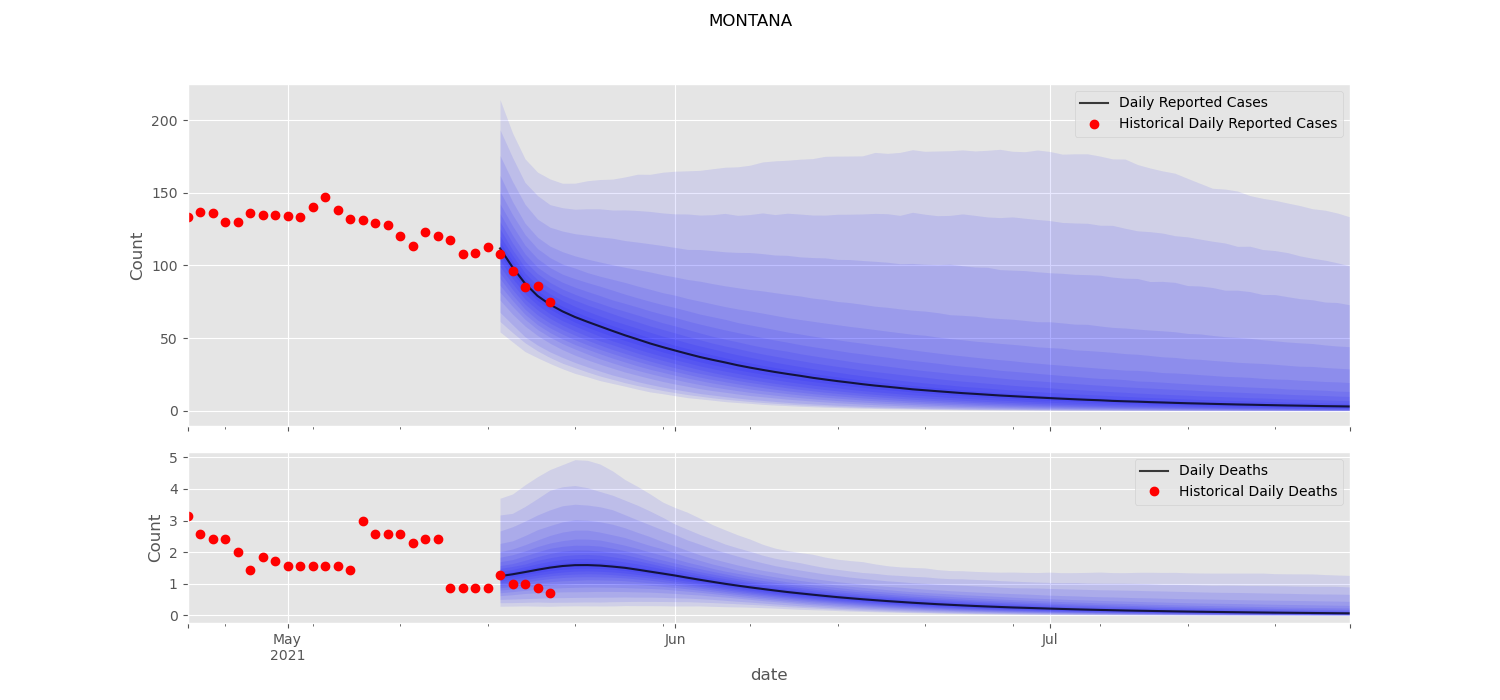 MONTANA
Daily Reported Cases
Historical Daily Reported Cases
200
150
100
50
0
Count
Daily Deaths
Historical Daily Deaths
5
4
3
2
1
0
Count
May
2021
Jun
Jul
date